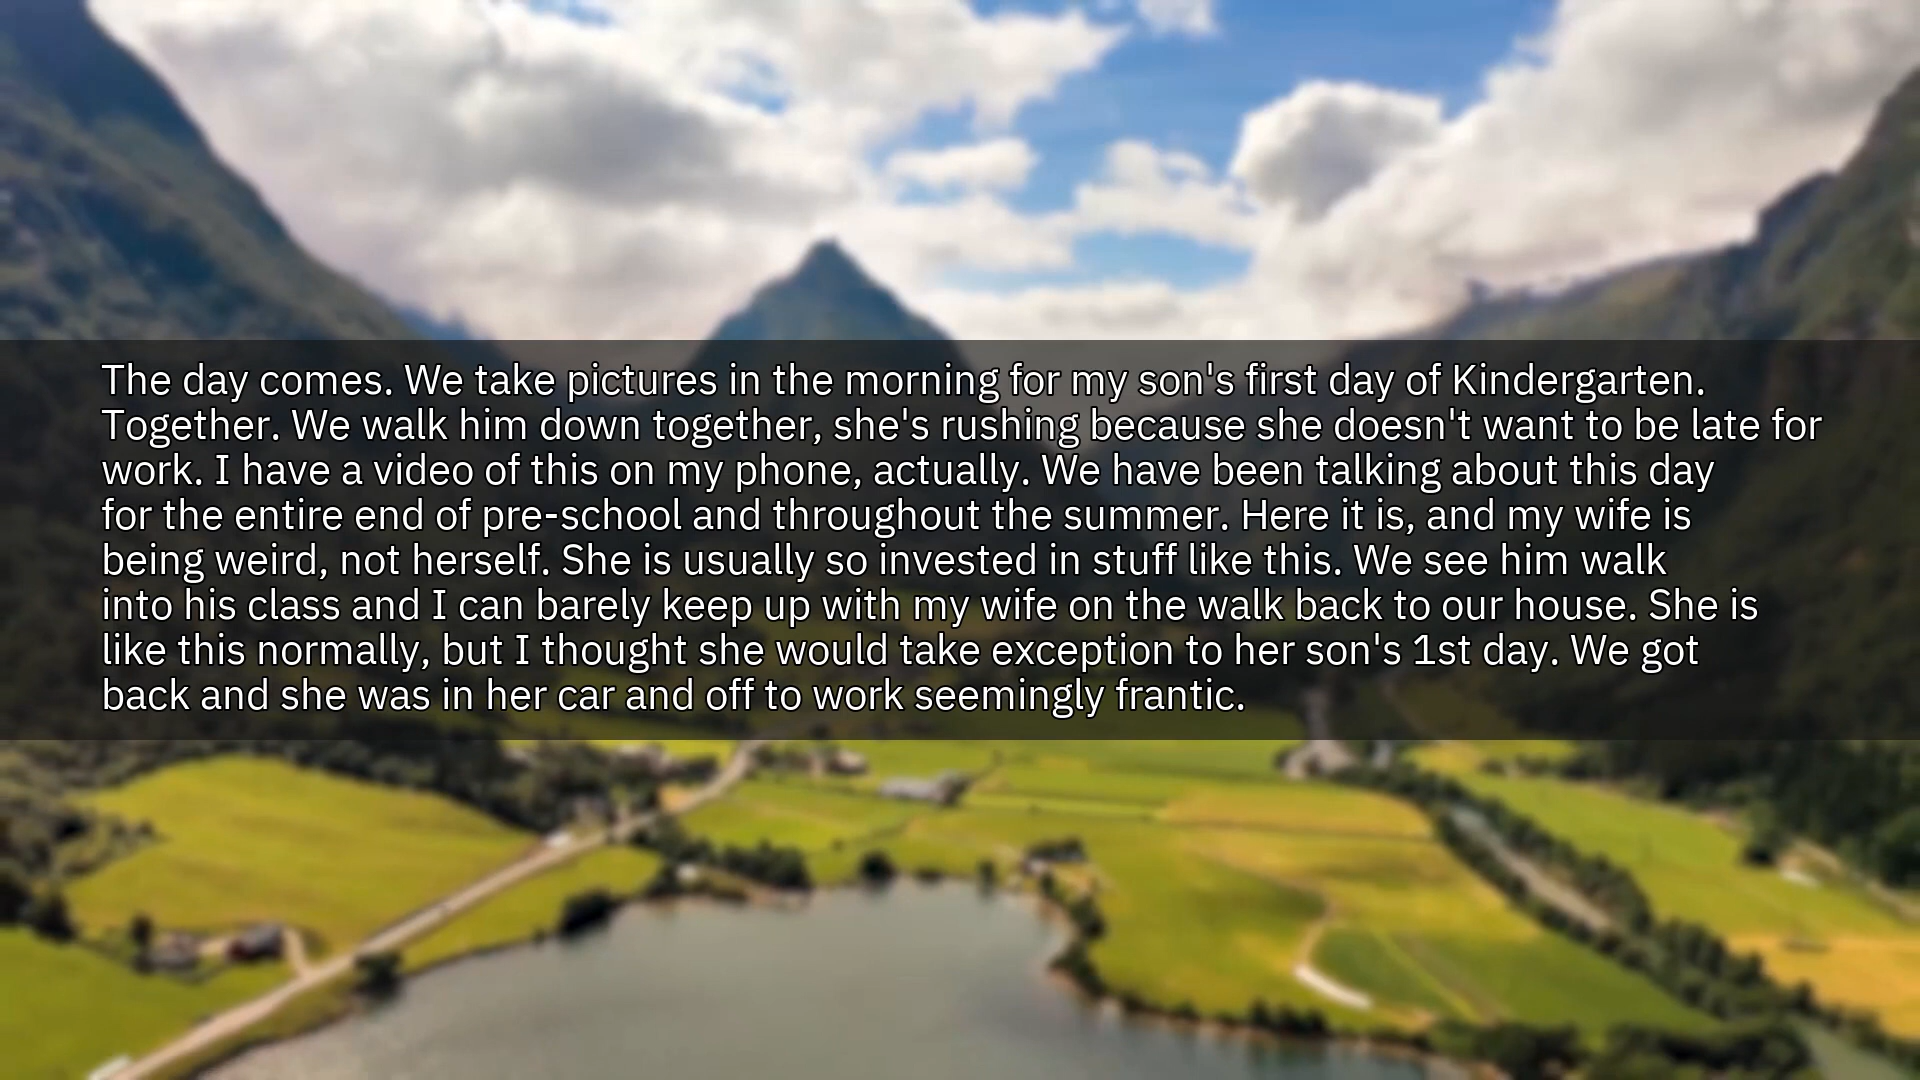 The day comes. We take pictures in the morning for my son's first day of Kindergarten.
Together. We walk him down together, she's rushing because she doesn't want to be late for
work. I have a video of this on my phone, actually. We have been talking about this day
for the entire end of pre-school and throughout the summer. Here it is, and my wife is
being weird, not herself. She is usually so invested in stuff like this. We see him walk
into his class and I can barely keep up with my wife on the walk back to our house. She is
like this normally, but I thought she would take exception to her son's 1st day. We got
back and she was in her car and off to work seemingly frantic.